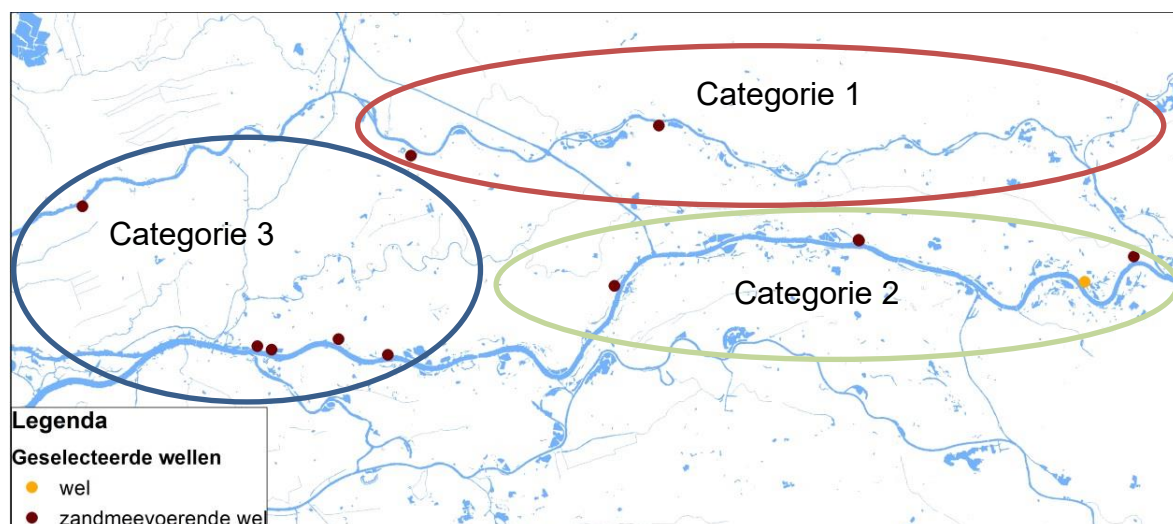 Categorie 1
Categorie 3
Categorie 2
Legenda
Geselecteerde wellen
wel
zandmeevoerende wel